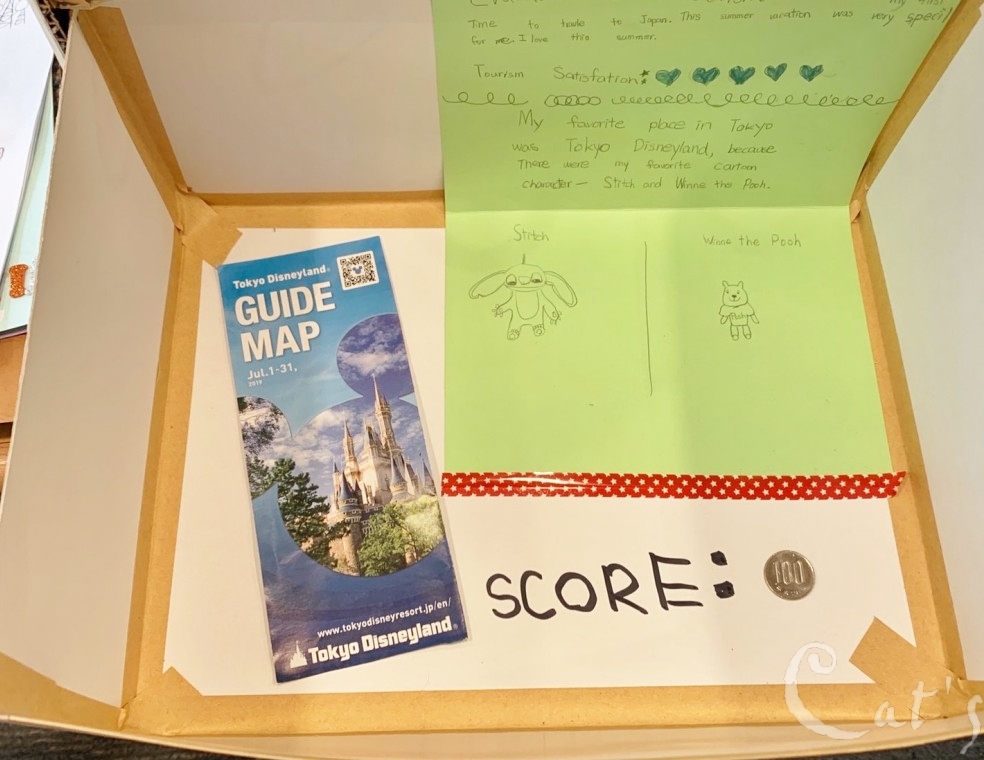 my first
Time to trade to Japan. This summer vacation was very special
for me. I love this summer.
Tourism Satisfation:
My favorite place in Tokyo
was Tokyo Disneyland, because
There were my favorite cartoon
character— Stitch and Winne the Pooh.
Stitch
Winne the Pooh
Pooh
Tokyo Disneyland®
GUIDE
MAP
Jul.1-31,
2019
www.tokyodisneyresort.jp/en/
Tokyo Disneyland®
SCORE:
100
Cat's